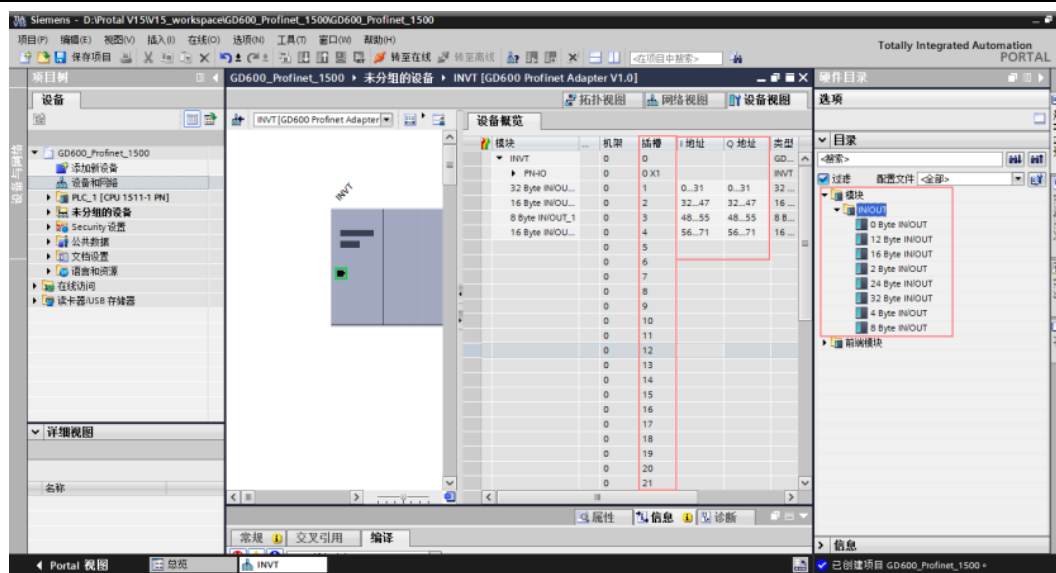 Siemens - D:\Protal V15\V15_workspace\GD600_Profinet_1500\GD600_Profinet_1500
项目(P) 编辑(E) 视图(V) 插入(I) 在线(O) 选项(N) 工具(T) 窗口(W) 帮助(H)
Totally Integrated Automation
PORTAL
保存项目 转至在线 转至离线 <在项目中搜索>
项目树
GD600_Profinet_1500 ▸ 未分组的设备 ▸ INVT [GD600 Profinet Adapter V1.0]
硬件目录
设备
拓扑视图 网络视图 设备视图
选项
INVT [GD600 Profinet Adapter
设备概览
目录
<搜索>
过滤 配置文件 <全部>
GD600_Profinet_1500
添加新设备
设备和网络
PLC_1 [CPU 1511-1 PN]
未分组的设备
Security 设置
公共数据
文档设置
语言和资源
在线访问
读卡器/USB 存储器
INVT
模块 ... 机架 插槽 I 地址 Q 地址 类型
INVT 0 0 GD...
PN-IO 0 0 X1 INVT
32 Byte IN/OU... 0 1 0...31 0...31 32 ...
16 Byte IN/OU... 0 2 32...47 32...47 16 ...
8 Byte IN/OUT_1 0 3 48...55 48...55 8 B...
16 Byte IN/OU... 0 4 56...71 56...71 16 ...
0 5
0 6
0 7
0 8
0 9
0 10
0 11
0 12
0 13
0 14
0 15
0 16
0 17
0 18
0 19
0 20
0 21
模块
IN/OUT
0 Byte IN/OUT
12 Byte IN/OUT
16 Byte IN/OUT
2 Byte IN/OUT
24 Byte IN/OUT
32 Byte IN/OUT
4 Byte IN/OUT
8 Byte IN/OUT
前端模块
详细视图
名称
属性 信息 诊断
常规 交叉引用 编译
信息
Portal 视图 总览 INVT 已创建项目 GD600_Profinet_1500。